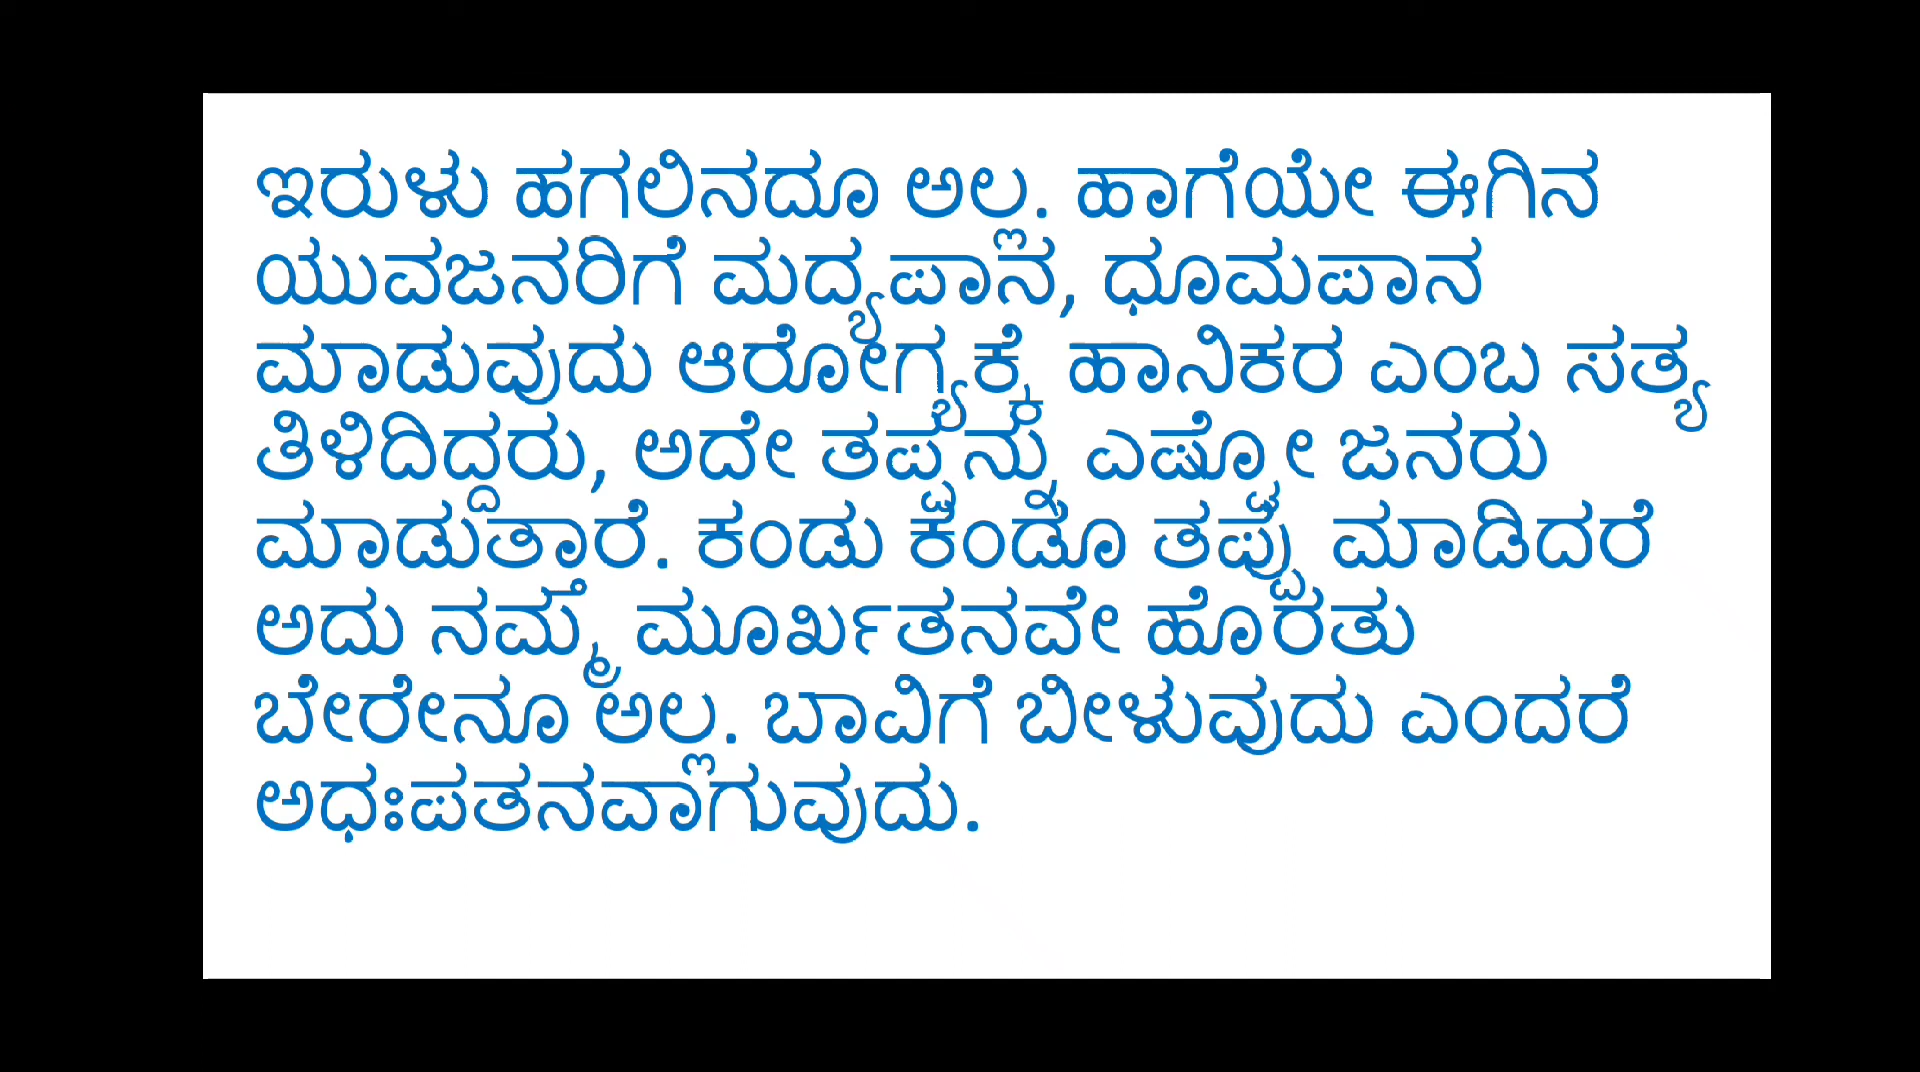 ಇರುಳು ಹಗಲಿನದೂ ಅಲ್ಲ. ಹಾಗೆಯೇ ಈಗಿನ
ಯುವಜನರಿಗೆ ಮದ್ಯಪಾನ, ಧೂಮಪಾನ
ಮಾಡುವುದು ಆರೋಗ್ಯಕ್ಕೆ ಹಾನಿಕರ ಎಂಬ ಸತ್ಯ
ತಿಳಿದಿದ್ದರು, ಅದೇ ತಪ್ಪನ್ನು ಎಷ್ಟೋ ಜನರು
ಮಾಡುತ್ತಾರೆ. ಕಂಡು ಕಂಡೂ ತಪ್ಪು ಮಾಡಿದರೆ
ಅದು ನಮ್ಮ ಮೂರ್ಖತನವೇ ಹೊರತು
ಬೇರೇನೂ ಅಲ್ಲ. ಬಾವಿಗೆ ಬೀಳುವುದು ಎಂದರೆ
ಅಧಃಪತನವಾಗುವುದು.